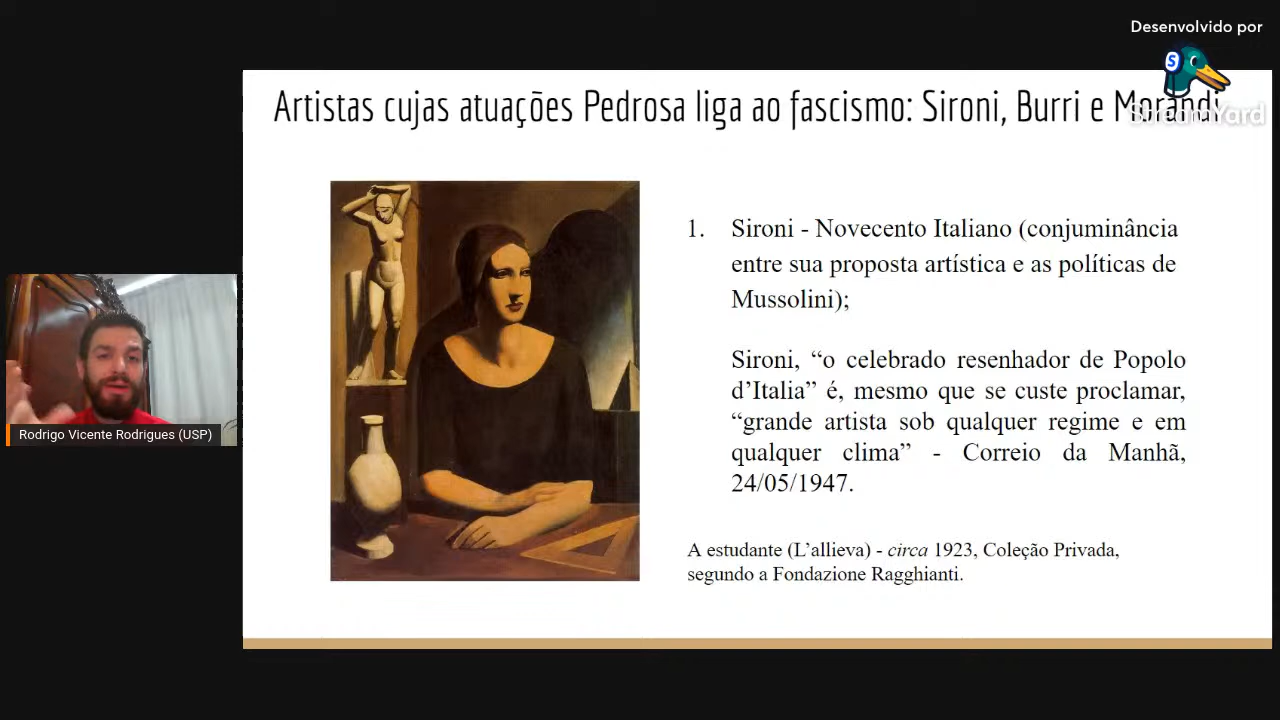 Desenvolvido por
S
StreamYard
Artistas cujas atuações Pedrosa liga ao fascismo: Sironi, Burri e Morandi
1. Sironi - Novecento Italiano (conjuminância
entre sua proposta artística e as políticas de
Mussolini);
Sironi, “o celebrado resenhador de Popolo
d’Italia” é, mesmo que se custe proclamar,
“grande artista sob qualquer regime e em
qualquer clima” - Correio da Manhã,
24/05/1947.
A estudante (L’allieva) - circa 1923, Coleção Privada,
segundo a Fondazione Ragghianti.
Rodrigo Vicente Rodrigues (USP)